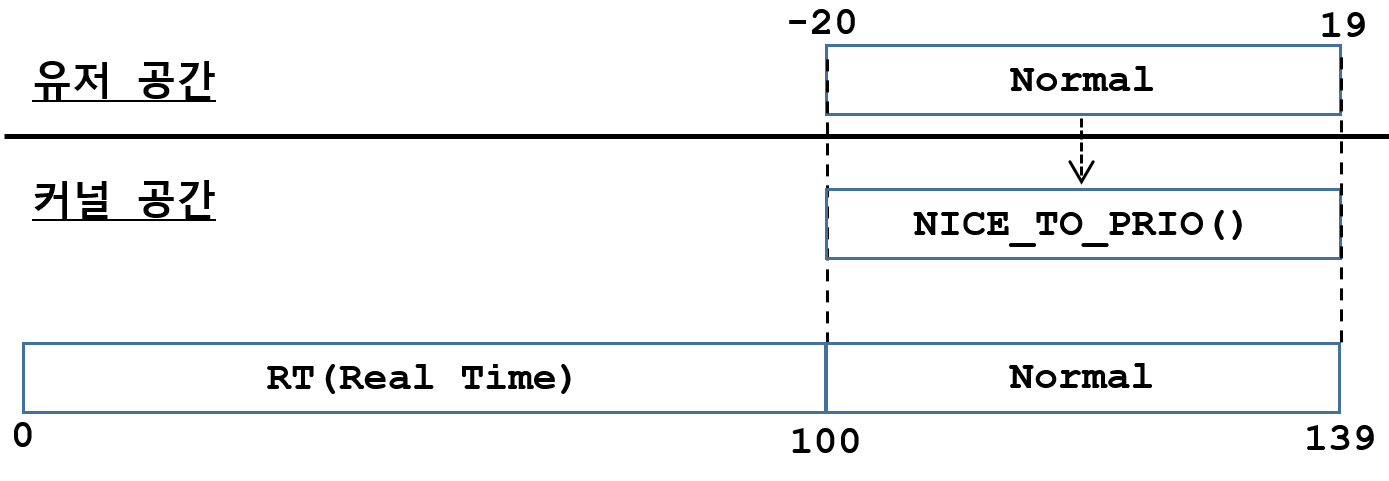 -20 19
유저 공간
Normal
커널 공간
NICE_TO_PRIO()
RT(Real Time) Normal
0 100 139